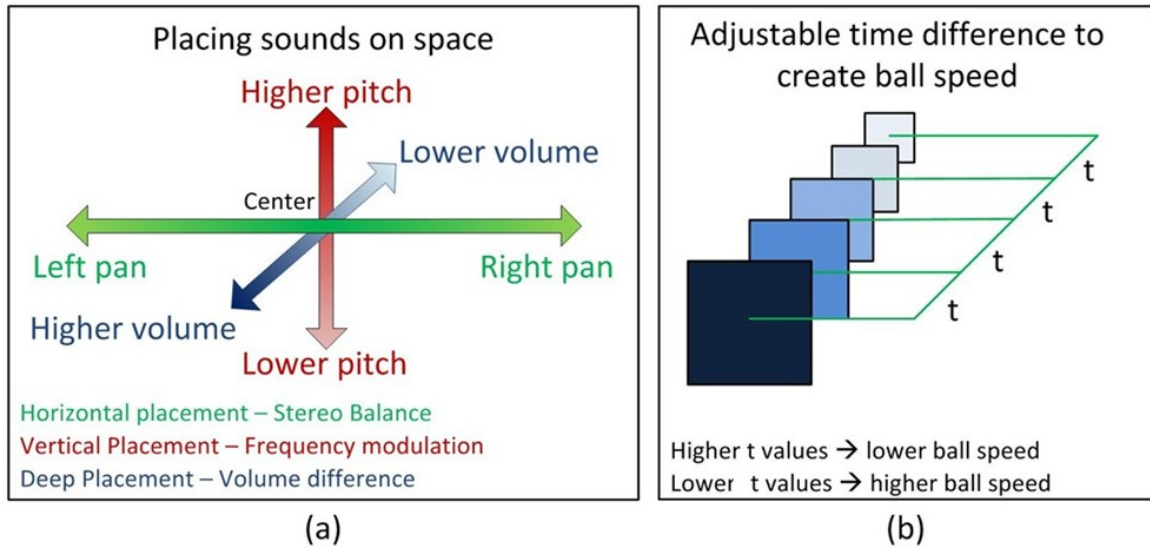 Placing sounds on space
Higher pitch
Lower volume
Center
Left pan
Right pan
Higher volume
Lower pitch
Horizontal placement – Stereo Balance
Vertical Placement – Frequency modulation
Deep Placement – Volume difference
(a)
Adjustable time difference to
create ball speed
t
t
t
t
Higher t values → lower ball speed
Lower t values → higher ball speed
(b)